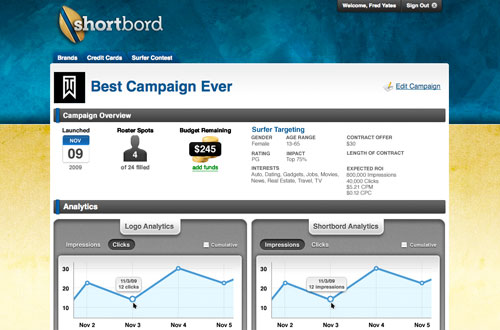 Welcome, Fred Yates
Sign Out
shortbord
Brands
Credit Cards
Surfer Contest
Best Campaign Ever
Edit Campaign
Campaign Overview
Launched
NOV
09
2009
Roster Spots
4
of 24 filled
Budget Remaining
$245
add funds
Surfer Targeting
GENDER
Female
AGE RANGE
13-65
RATING
PG
IMPACT
Top 75%
INTERESTS
Auto, Dating, Gadgets, Jobs, Movies,
News, Real Estate, Travel, TV
CONTRACT OFFER
$30
LENGTH OF CONTRACT
EXPECTED ROI
800,000 Impressions
40,000 Clicks
$5.21 CPM
$0.12 CPC
Analytics
Logo Analytics
Impressions
Clicks
Cumulative
30
20
10
11/3/09
12 clicks
Nov 2
Nov 3
Nov 4
Nov 5
Shortbord Analytics
Impressions
Clicks
Cumulative
30
20
10
11/3/09
12 impressions
Nov 2
Nov 3
Nov 4
Nov 5